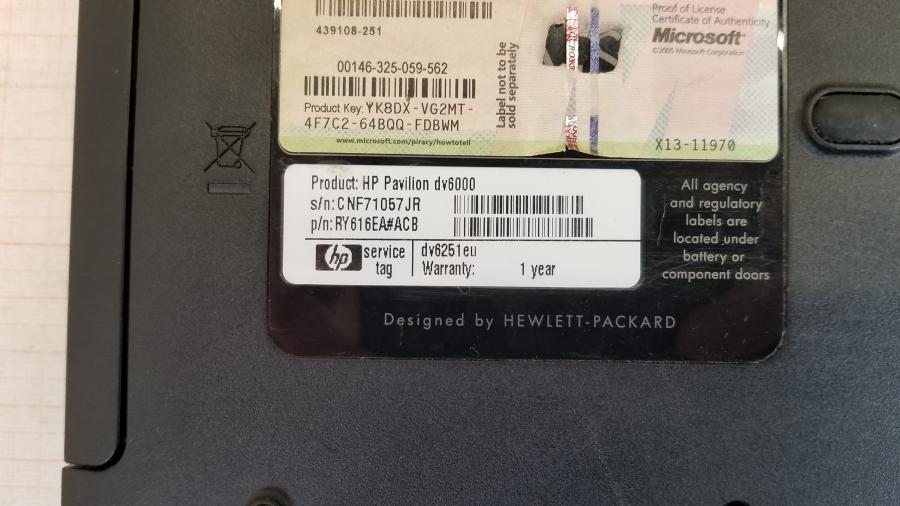 439108-251
00146-325-059-562
Product Key: YK8DX-VG2MT-
4F7C2-64BQQ-FDBWM
www.microsoft.com/piracy/howtotell
Label not to be
sold separately
Proof of License
Certificate of Authenticity
Microsoft®
©2005 Microsoft Corporation
X13-11970
Product: HP Pavilion dv6000
s/n: CNF71057JR
p/n: RY616EA#ACB
hp service
tag
dv6251eu
Warranty: 1 year
All agency
and regulatory
labels are
located under
battery or
component doors
Designed by HEWLETT-PACKARD